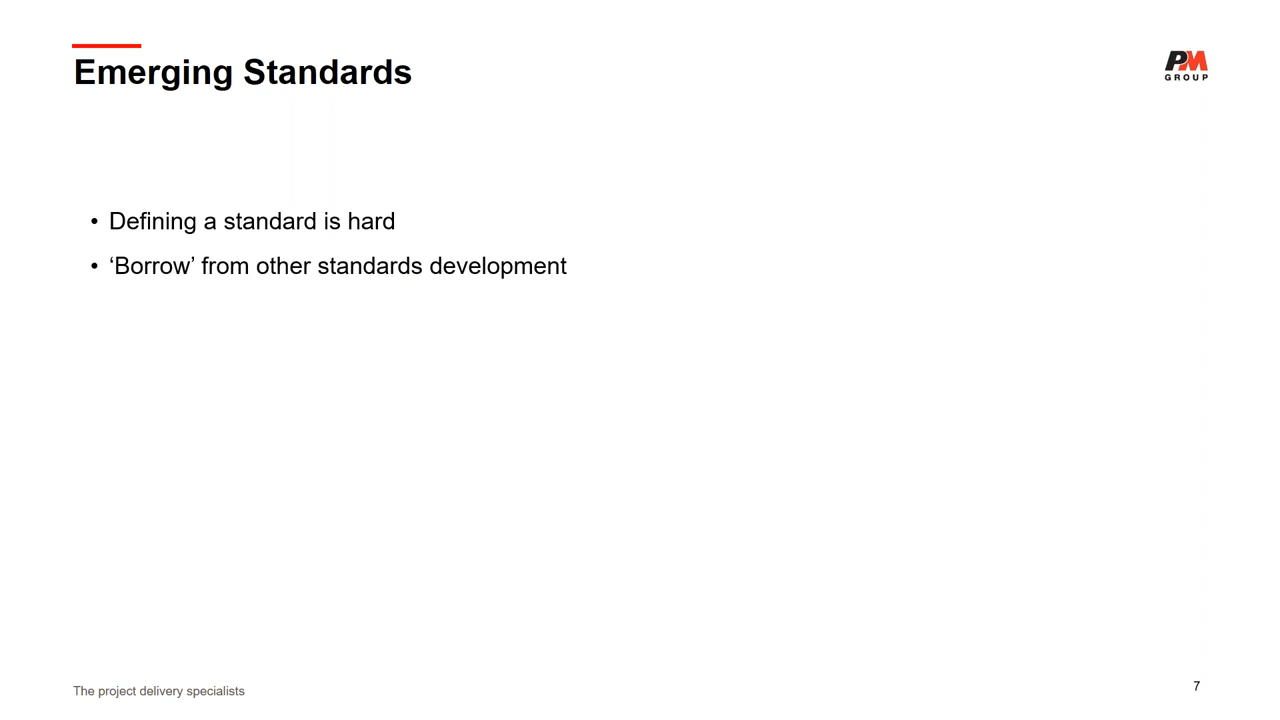 Emerging Standards
PM
GROUP
• Defining a standard is hard
• ‘Borrow’ from other standards development
The project delivery specialists
7